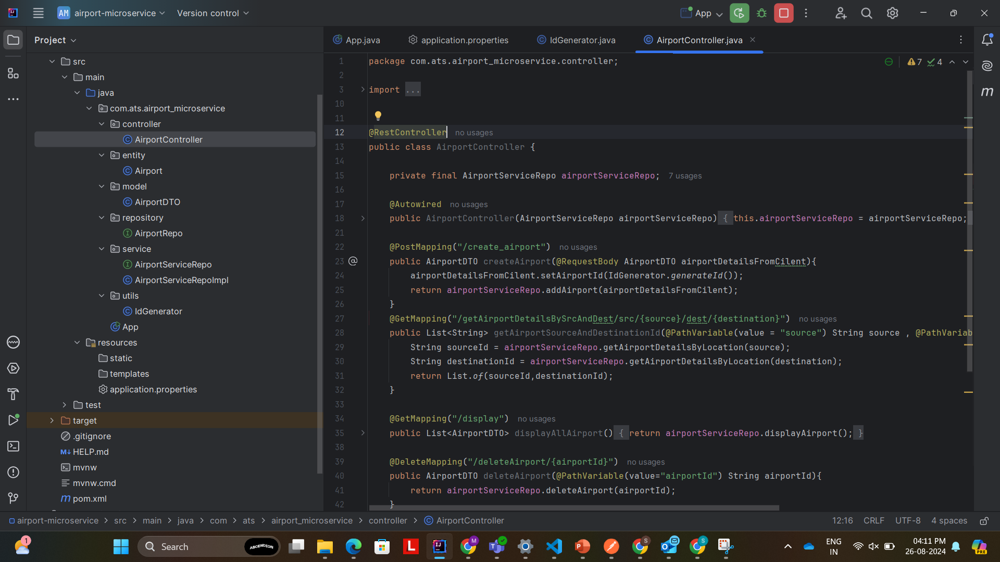 AM airport-microservice Version control App
Project
src
main
java
com.ats.airport_microservice
controller
AirportController
entity
Airport
model
AirportDTO
repository
AirportRepo
service
AirportServiceRepo
AirportServiceRepoImpl
utils
IdGenerator
App
resources
static
templates
application.properties
test
target
.gitignore
HELP.md
mvnw
mvnw.cmd
pom.xml
App.java application.properties IdGenerator.java AirportController.java
7 4
1 package com.ats.airport_microservice.controller;
2
3 import ...
10
11
12 @RestController no usages
13 public class AirportController {
14
15 private final AirportServiceRepo airportServiceRepo; 7 usages
16
17 @Autowired no usages
18 public AirportController(AirportServiceRepo airportServiceRepo) { this.airportServiceRepo = airportServiceRepo;
21
22 @PostMapping("/create_airport") no usages
23 public AirportDTO createAirport(@RequestBody AirportDTO airportDetailsFromCilent){
24 airportDetailsFromCilent.setAirportId(IdGenerator.generateId());
25 return airportServiceRepo.addAirport(airportDetailsFromCilent);
26 }
27 @GetMapping("/getAirportDetailsBySrcAndDest/src/{source}/dest/{destination}") no usages
28 public List<String> getAirportSourceAndDestinationId(@PathVariable(value = "source") String source , @PathVariab
29 String sourceId = airportServiceRepo.getAirportDetailsByLocation(source);
30 String destinationId = airportServiceRepo.getAirportDetailsByLocation(destination);
31 return List.of(sourceId,destinationId);
32 }
33
34 @GetMapping("/display") no usages
35 public List<AirportDTO> displayAllAirport() { return airportServiceRepo.displayAirport(); }
38
39 @DeleteMapping("/deleteAirport/{airportId}") no usages
40 public AirportDTO deleteAirport(@PathVariable(value="airportId") String airportId){
41 return airportServiceRepo.deleteAirport(airportId);
42 }
airport-microservice > src > main > java > com > ats > airport_microservice > controller > AirportController
12:16 CRLF UTF-8 4 spaces
1 Search ASCENDION
ENG
IN
04:11 PM
26-08-2024
PRE